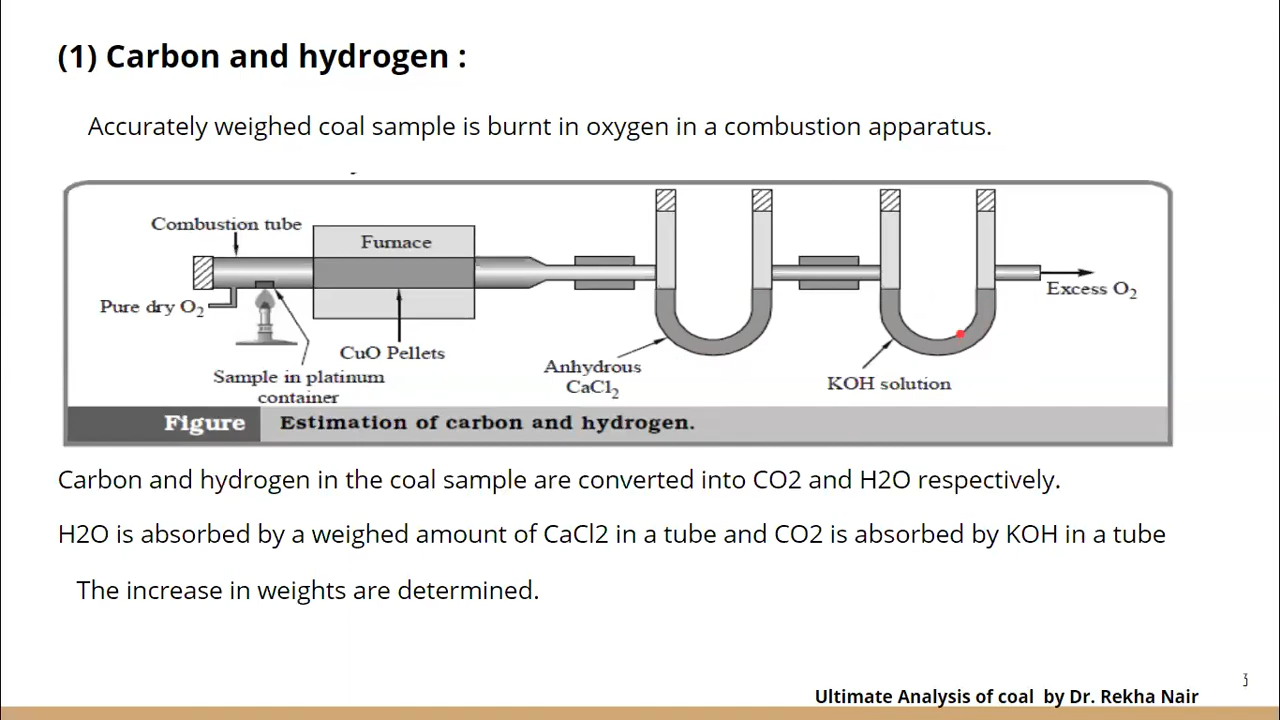 (1) Carbon and hydrogen :
Accurately weighed coal sample is burnt in oxygen in a combustion apparatus.
Combustion tube
Furnace
Pure dry O₂
Excess O₂
CuO Pellets
Sample in platinum
container
Anhydrous
CaCl₂
KOH solution
Figure Estimation of carbon and hydrogen.
Carbon and hydrogen in the coal sample are converted into CO2 and H2O respectively.
H2O is absorbed by a weighed amount of CaCl2 in a tube and CO2 is absorbed by KOH in a tube
The increase in weights are determined.
3
Ultimate Analysis of coal by Dr. Rekha Nair